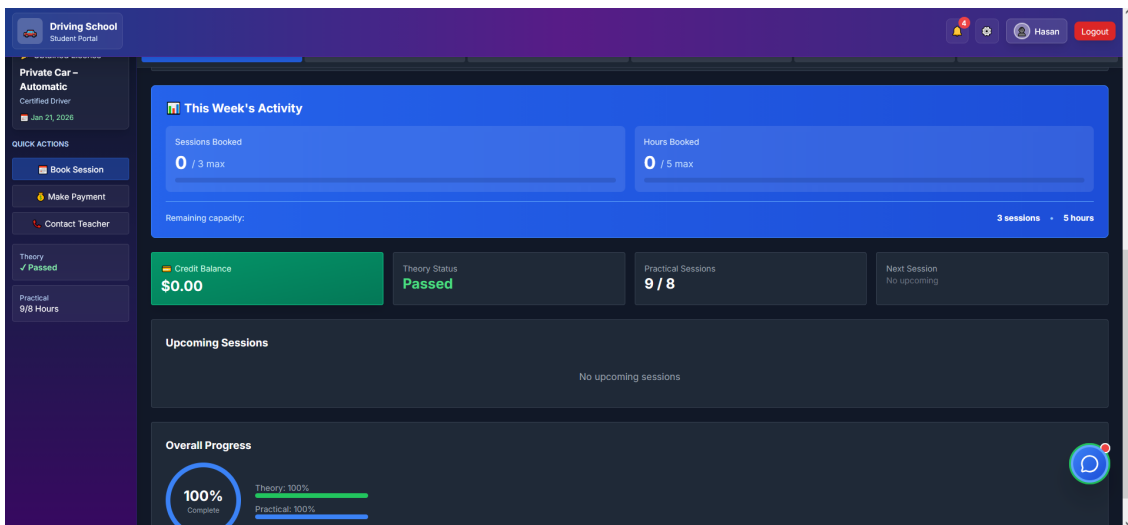 Driving School
Student Portal
4
Hasan
Logout
Private Car –
Automatic
Certified Driver
Jan 21, 2026
QUICK ACTIONS
Book Session
Make Payment
Contact Teacher
Theory
✓ Passed
Practical
9/8 Hours
This Week's Activity
Sessions Booked
0 / 3 max
Hours Booked
0 / 5 max
Remaining capacity:
3 sessions • 5 hours
Credit Balance
$0.00
Theory Status
Passed
Practical Sessions
9 / 8
Next Session
No upcoming
Upcoming Sessions
No upcoming sessions
Overall Progress
100%
Complete
Theory: 100%
Practical: 100%